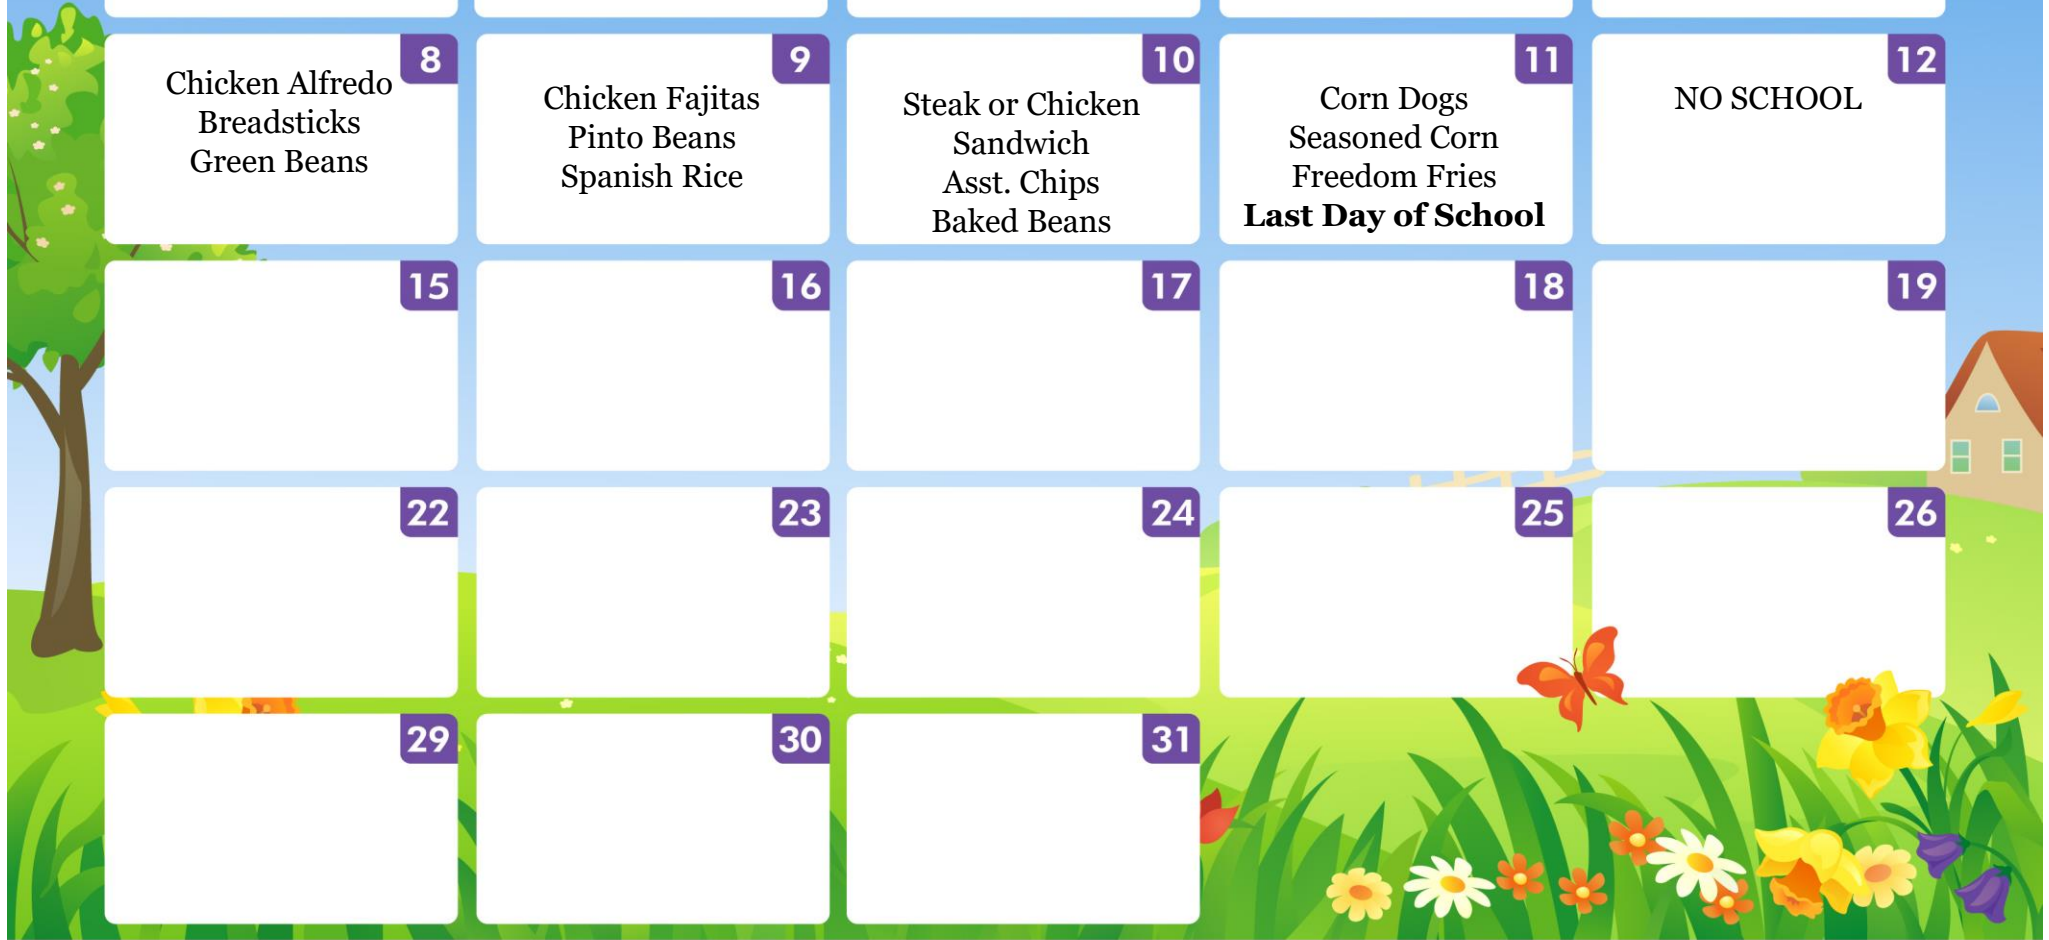 8
Chicken Alfredo
Breadsticks
Green Beans
9
Chicken Fajitas
Pinto Beans
Spanish Rice
10
Steak or Chicken
Sandwich
Asst. Chips
Baked Beans
11
Corn Dogs
Seasoned Corn
Freedom Fries
Last Day of School
12
NO SCHOOL
15
16
17
18
19
22
23
24
25
26
29
30
31